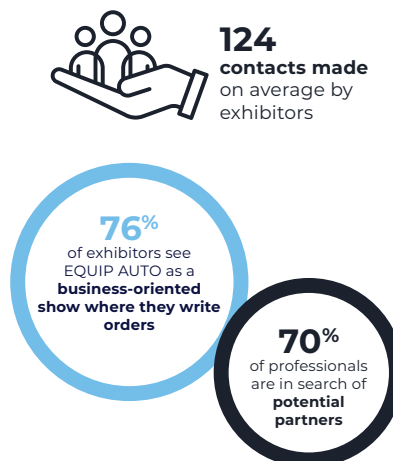 124
contacts made
on average by
exhibitors
76%
of exhibitors see
EQUIP AUTO as a
business-oriented
show where they write
orders
70%
of professionals
are in search of
potential
partners